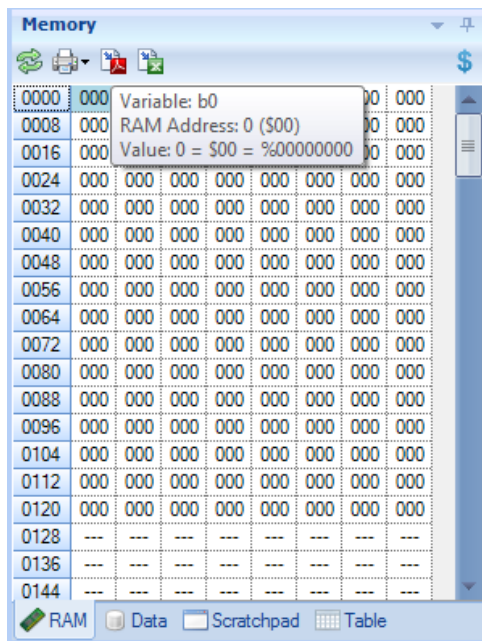 Memory
$
0000 000 00 000
Variable: b0
RAM Address: 0 ($00)
Value: 0 = $00 = %00000000
0008 000 00 000
0016 000 00 000
0024 000 000 000 000 000 000 000 000
0032 000 000 000 000 000 000 000 000
0040 000 000 000 000 000 000 000 000
0048 000 000 000 000 000 000 000 000
0056 000 000 000 000 000 000 000 000
0064 000 000 000 000 000 000 000 000
0072 000 000 000 000 000 000 000 000
0080 000 000 000 000 000 000 000 000
0088 000 000 000 000 000 000 000 000
0096 000 000 000 000 000 000 000 000
0104 000 000 000 000 000 000 000 000
0112 000 000 000 000 000 000 000 000
0120 000 000 000 000 000 000 000 000
0128 --- --- --- --- --- --- --- ---
0136 --- --- --- --- --- --- --- ---
0144 --- --- --- --- --- --- --- ---
RAM Data Scratchpad Table